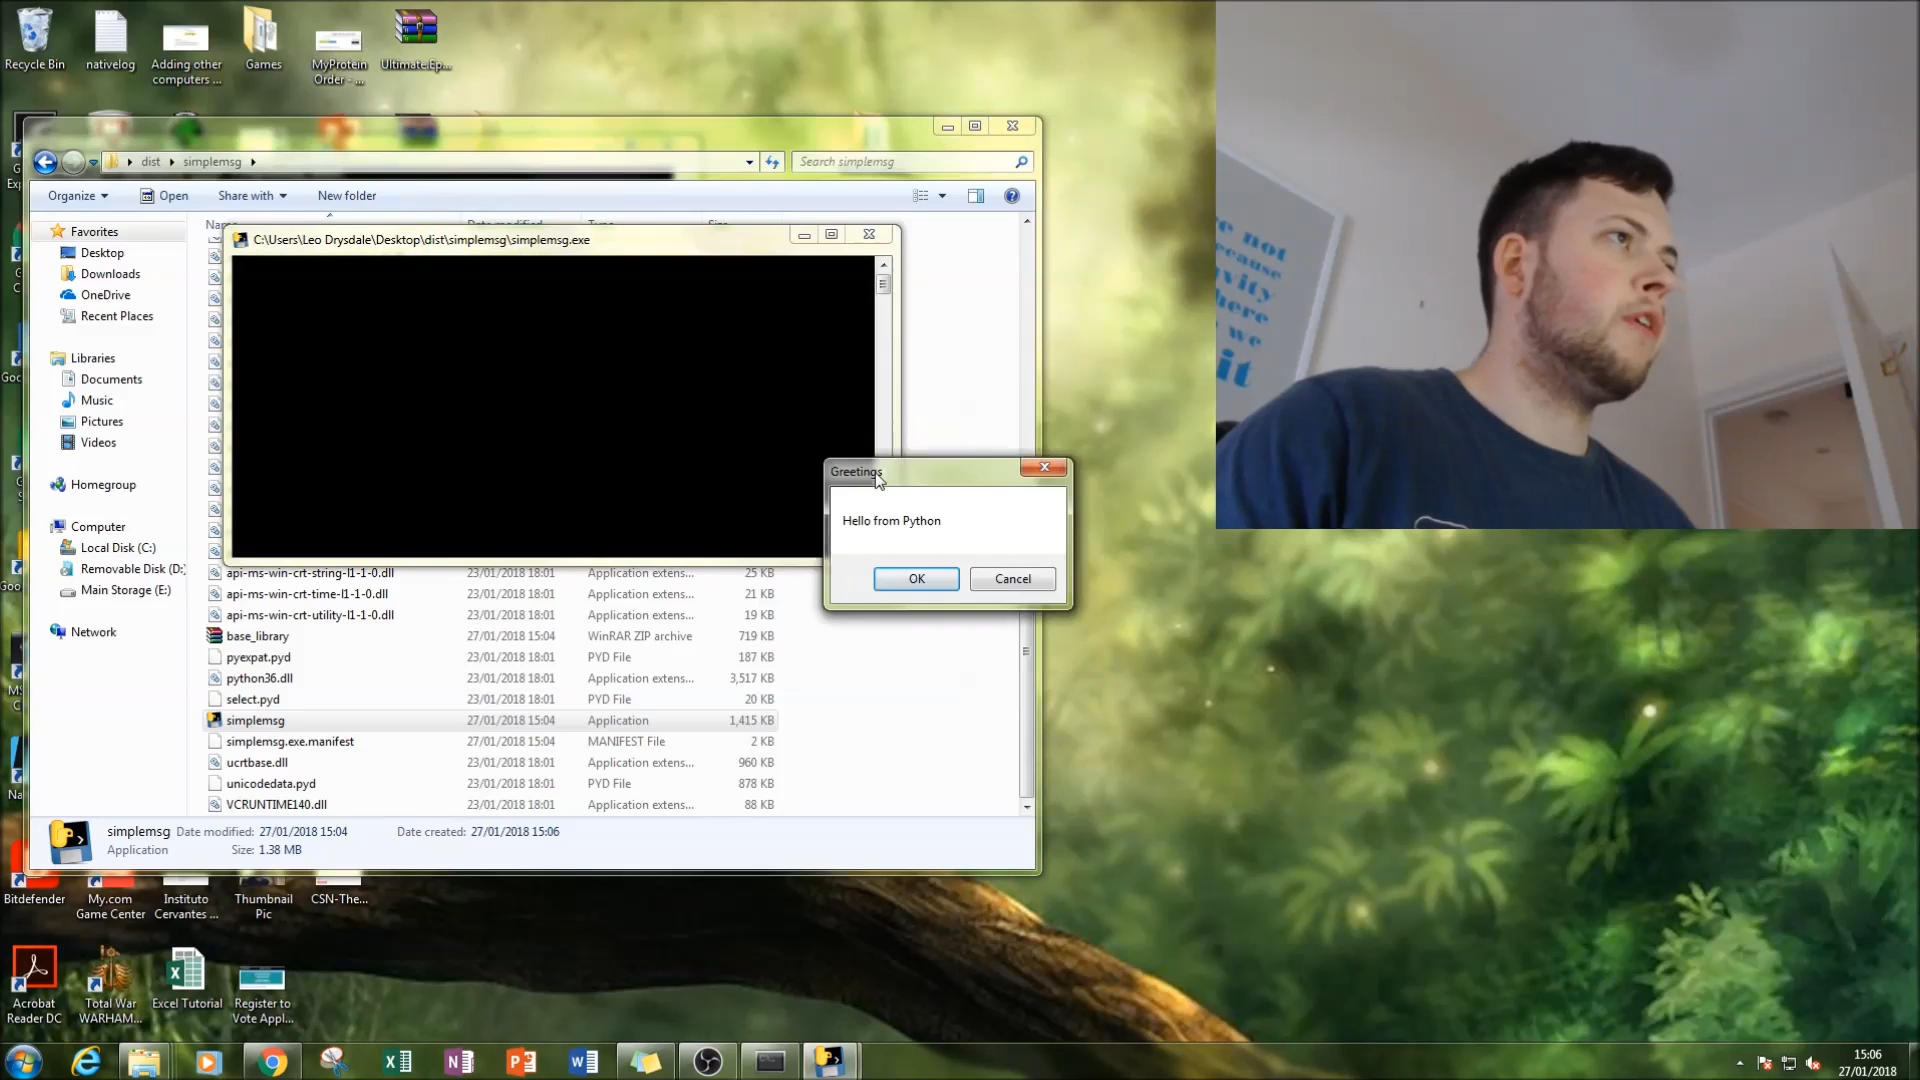 Recycle Bin
nativelog
Adding other
computers ...
Games
MyProtein
Order - ...
Ultimate.Ep...
dist
simplemsg
Search simplemsg
Organize
Open
Share with
New folder
Favorites
Desktop
Downloads
OneDrive
Recent Places
Libraries
Documents
Music
Pictures
Videos
Homegroup
Computer
Local Disk (C:)
Removable Disk (D:)
Main Storage (E:)
Network
C:\Users\Leo Drysdale\Desktop\dist\simplemsg\simplemsg.exe
Greetings
Hello from Python
OK
Cancel
api-ms-win-crt-string-l1-1-0.dll 23/01/2018 18:01 Application extens... 25 KB
api-ms-win-crt-time-l1-1-0.dll 23/01/2018 18:01 Application extens... 21 KB
api-ms-win-crt-utility-l1-1-0.dll 23/01/2018 18:01 Application extens... 19 KB
base_library 27/01/2018 15:04 WinRAR ZIP archive 719 KB
pyexpat.pyd 23/01/2018 18:01 PYD File 187 KB
python36.dll 23/01/2018 18:01 Application extens... 3,517 KB
select.pyd 23/01/2018 18:01 PYD File 20 KB
simplemsg 27/01/2018 15:04 Application 1,415 KB
simplemsg.exe.manifest 27/01/2018 15:04 MANIFEST File 2 KB
ucrtbase.dll 23/01/2018 18:01 Application extens... 960 KB
unicodedata.pyd 23/01/2018 18:01 PYD File 878 KB
VCRUNTIME140.dll 23/01/2018 18:01 Application extens... 88 KB
simplemsg Date modified: 27/01/2018 15:04 Date created: 27/01/2018 15:06
Application Size: 1.38 MB
Bitdefender
My.com
Game Center
Instituto
Cervantes ...
Thumbnail
Pic
CSN-The...
Acrobat
Reader DC
Total War
WARHAM...
Excel Tutorial
Register to
Vote Appl...
15:06
27/01/2018
re not
ecause
vity
here
we
it